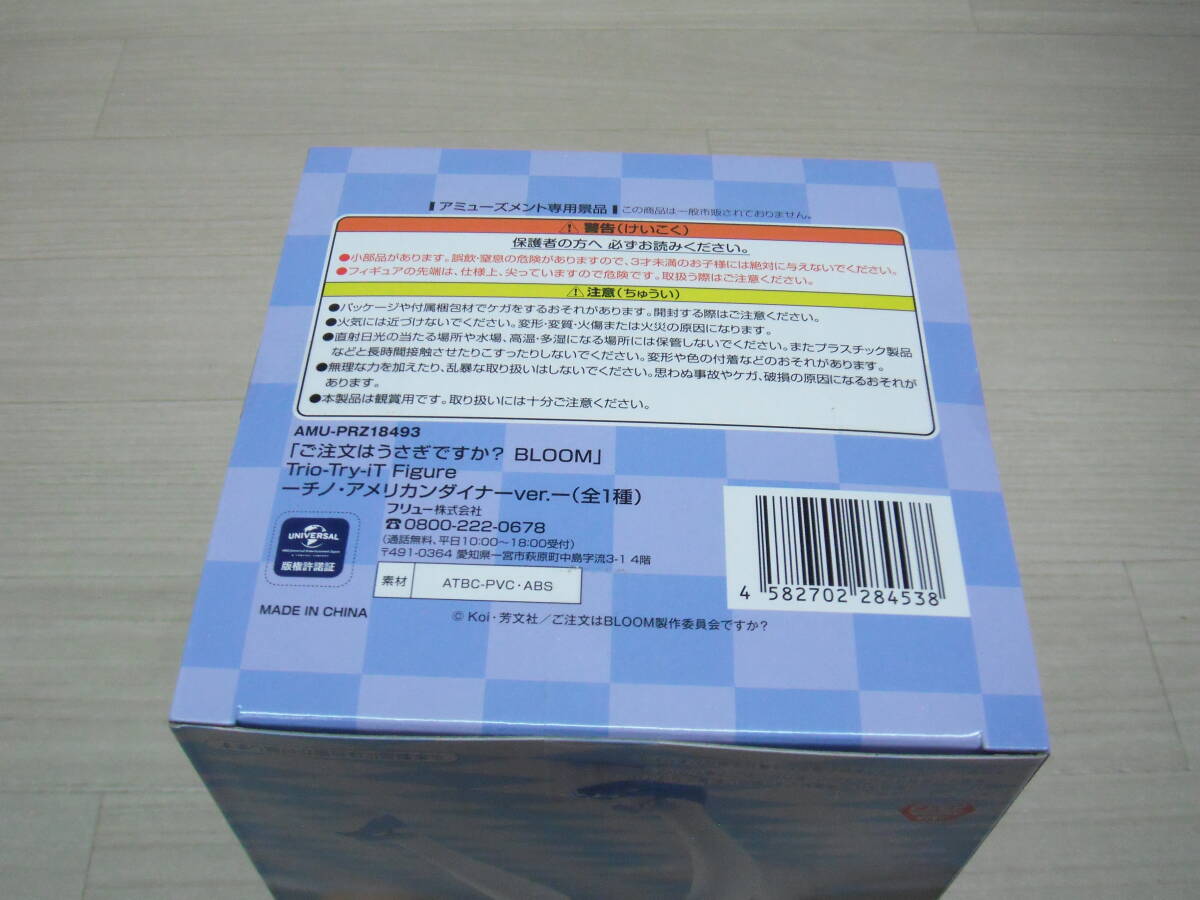 アミューズメント専用景品 この商品は一般市販されておりません。
⚠警告(けいこく)
保護者の方へ 必ずお読みください。
●小部品があります。誤飲・窒息の危険がありますので、3才未満のお子様には絶対に与えないでください。
●フィギュアの先端は、仕様上、尖っていますので危険です。取扱う際はご注意ください。
⚠注意(ちゅうい)
●パッケージや付属梱包材でケガをするおそれがあります。開封する際はご注意ください。
●火気には近づけないでください。変形・変質・火傷または火災の原因になります。
●直射日光の当たる場所や水場、高温・多湿になる場所には保管しないでください。またプラスチック製品
などと長時間接触させたりこすったりしないでください。変形や色の付着などのおそれがあります。
●無理な力を加えたり、乱暴な取り扱いはしないでください。思わぬ事故やケガ、破損の原因になるおそれが
あります。
●本製品は観賞用です。取り扱いには十分ご注意ください。
AMU-PRZ18493
「ご注文はうさぎですか? BLOOM」
Trio-Try-iT Figure
ーチノ・アメリカンダイナーver.ー(全1種)
フリュー株式会社
☎0800-222-0678
(通話無料、平日10:00~18:00受付)
〒491-0364 愛知県一宮市萩原町中島字流3-1 4階
UNIVERSAL
版権許諾証
素材 ATBC-PVC・ABS
MADE IN CHINA
4 582702 284538
© Koi・芳文社/ご注文はBLOOM製作委員会ですか?